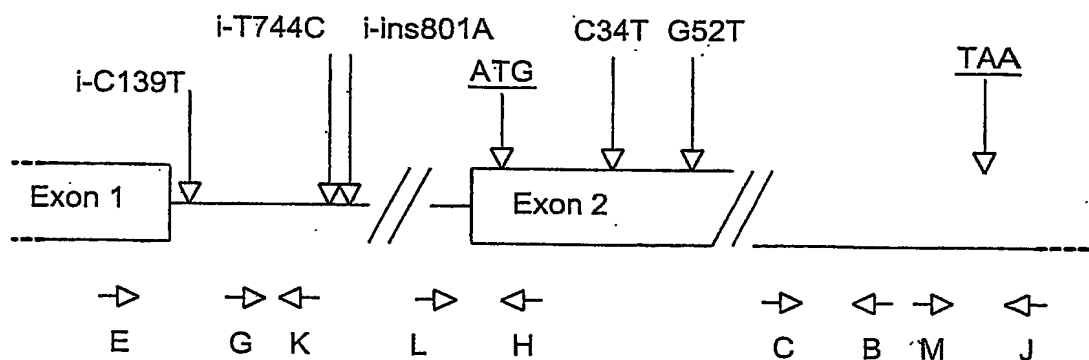 i-T744C i-ins801A C34T G52T
i-C139T ATG TAA
Exon 1 Exon 2
E G K L H C B M J